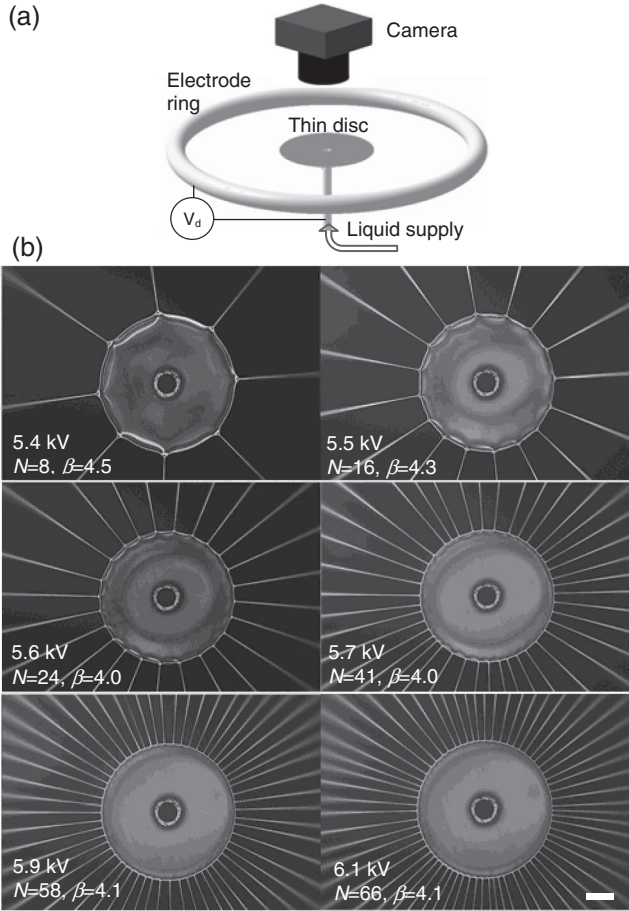 (a)
Camera
Electrode
ring
Thin disc
V_d
Liquid supply
(b)
5.4 kV
N=8, β=4.5
5.5 kV
N=16, β=4.3
5.6 kV
N=24, β=4.0
5.7 kV
N=41, β=4.0
5.9 kV
N=58, β=4.1
6.1 kV
N=66, β=4.1